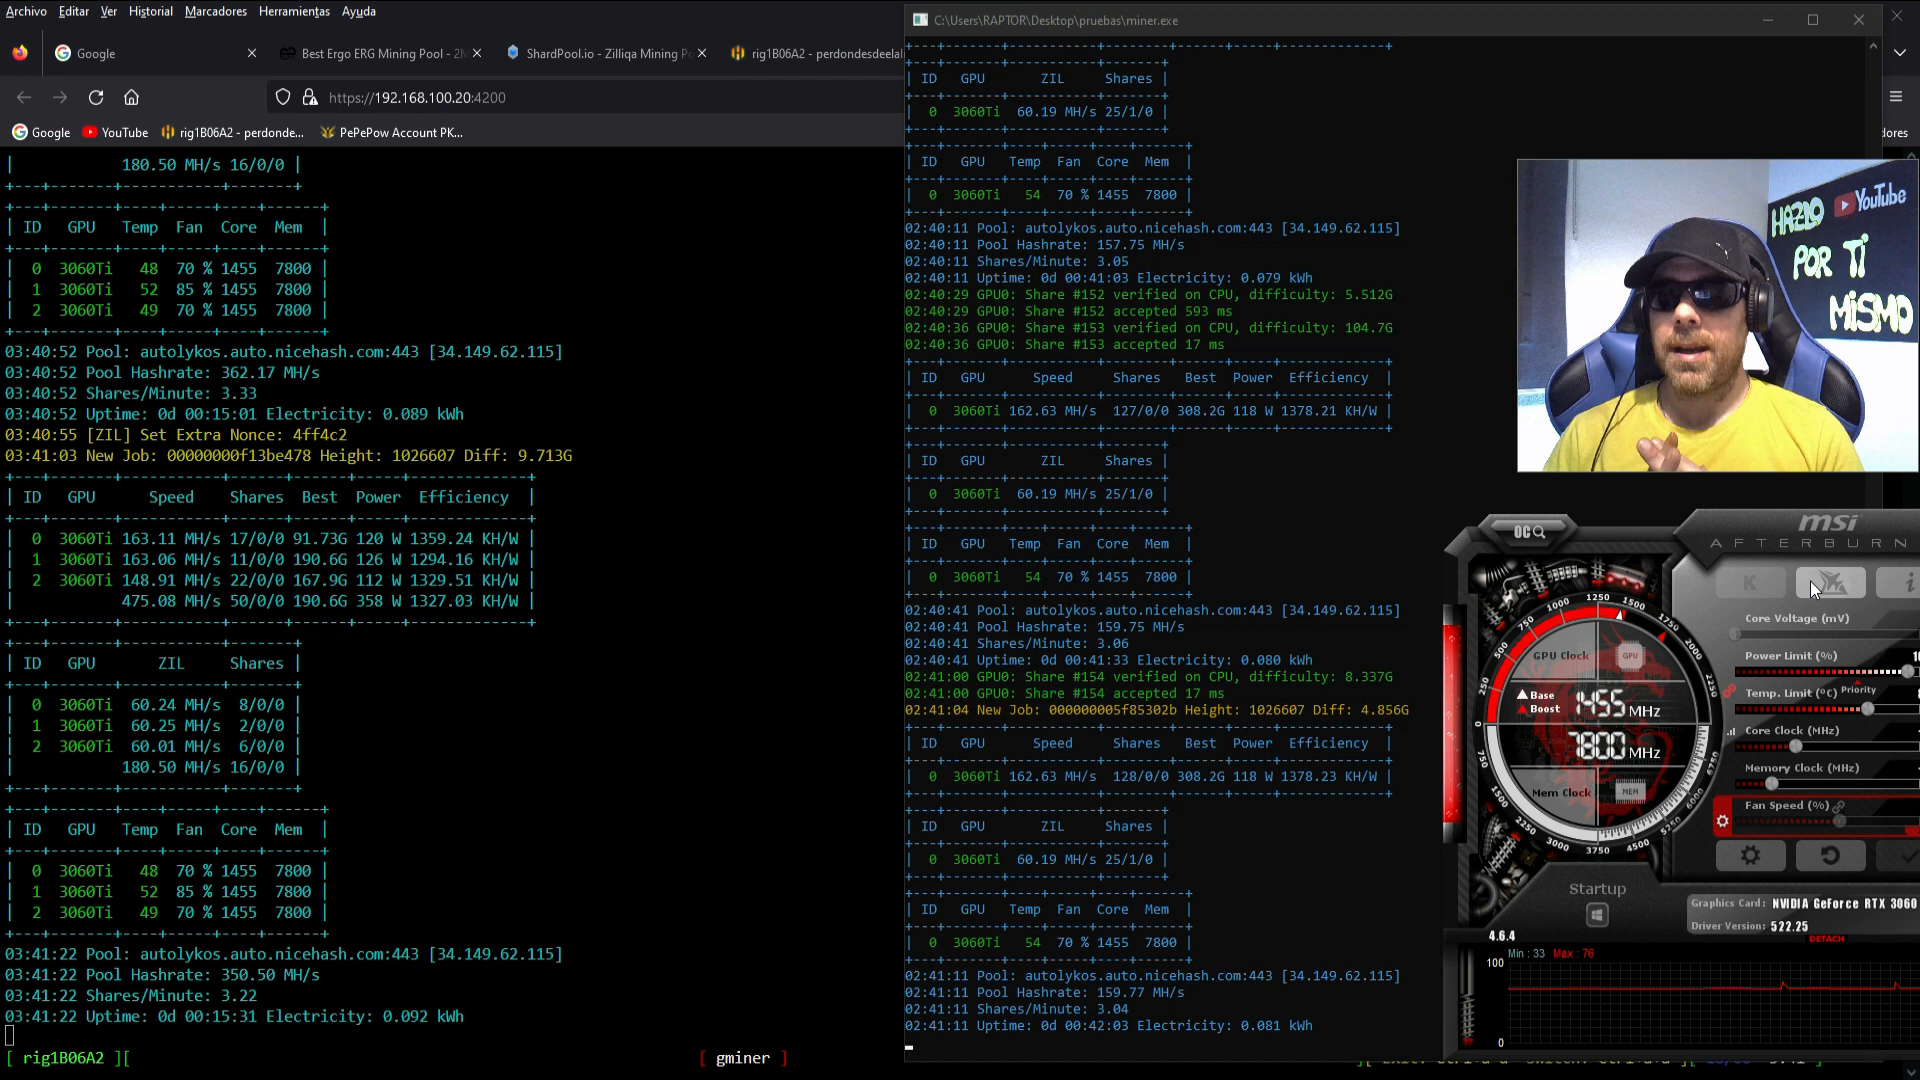 Archivo Editar Ver Historial Marcadores Herramientas Ayuda
Google
Best Ergo ERG Mining Pool - 2M
ShardPool.io - Zilliqa Mining Po
rig1B06A2 - perdondesdeelal
https://192.168.100.20:4200
Google YouTube rig1B06A2 - perdonde... PePePow Account PK...
180.50 MH/s 16/0/0
ID GPU Temp Fan Core Mem
0 3060Ti 48 70 % 1455 7800
1 3060Ti 52 85 % 1455 7800
2 3060Ti 49 70 % 1455 7800
03:40:52 Pool: autolykos.auto.nicehash.com:443 [34.149.62.115]
03:40:52 Pool Hashrate: 362.17 MH/s
03:40:52 Shares/Minute: 3.33
03:40:52 Uptime: 0d 00:15:01 Electricity: 0.089 kWh
03:40:55 [ZIL] Set Extra Nonce: 4ff4c2
03:41:03 New Job: 00000000f13be478 Height: 1026607 Diff: 9.713G
ID GPU Speed Shares Best Power Efficiency
0 3060Ti 163.11 MH/s 17/0/0 91.73G 120 W 1359.24 KH/W
1 3060Ti 163.06 MH/s 11/0/0 190.6G 126 W 1294.16 KH/W
2 3060Ti 148.91 MH/s 22/0/0 167.9G 112 W 1329.51 KH/W
475.08 MH/s 50/0/0 190.6G 358 W 1327.03 KH/W
ID GPU ZIL Shares
0 3060Ti 60.24 MH/s 8/0/0
1 3060Ti 60.25 MH/s 2/0/0
2 3060Ti 60.01 MH/s 6/0/0
180.50 MH/s 16/0/0
ID GPU Temp Fan Core Mem
0 3060Ti 48 70 % 1455 7800
1 3060Ti 52 85 % 1455 7800
2 3060Ti 49 70 % 1455 7800
03:41:22 Pool: autolykos.auto.nicehash.com:443 [34.149.62.115]
03:41:22 Pool Hashrate: 350.50 MH/s
03:41:22 Shares/Minute: 3.22
03:41:22 Uptime: 0d 00:15:31 Electricity: 0.092 kWh
[ rig1B06A2 ][
[ gminer ]
C:\Users\RAPTOR\Desktop\pruebas\miner.exe
ID GPU ZIL Shares
0 3060Ti 60.19 MH/s 25/1/0
ID GPU Temp Fan Core Mem
0 3060Ti 54 70 % 1455 7800
02:40:11 Pool: autolykos.auto.nicehash.com:443 [34.149.62.115]
02:40:11 Pool Hashrate: 157.75 MH/s
02:40:11 Shares/Minute: 3.05
02:40:11 Uptime: 0d 00:41:03 Electricity: 0.079 kWh
02:40:29 GPU0: Share #152 verified on CPU, difficulty: 5.512G
02:40:29 GPU0: Share #152 accepted 593 ms
02:40:36 GPU0: Share #153 verified on CPU, difficulty: 104.7G
02:40:36 GPU0: Share #153 accepted 17 ms
ID GPU Speed Shares Best Power Efficiency
0 3060Ti 162.63 MH/s 127/0/0 308.2G 118 W 1378.21 KH/W
ID GPU ZIL Shares
0 3060Ti 60.19 MH/s 25/1/0
ID GPU Temp Fan Core Mem
0 3060Ti 54 70 % 1455 7800
02:40:41 Pool: autolykos.auto.nicehash.com:443 [34.149.62.115]
02:40:41 Pool Hashrate: 159.75 MH/s
02:40:41 Shares/Minute: 3.06
02:40:41 Uptime: 0d 00:41:33 Electricity: 0.080 kWh
02:41:00 GPU0: Share #154 verified on CPU, difficulty: 8.337G
02:41:00 GPU0: Share #154 accepted 17 ms
02:41:04 New Job: 000000005f85302b Height: 1026607 Diff: 4.856G
ID GPU Speed Shares Best Power Efficiency
0 3060Ti 162.63 MH/s 128/0/0 308.2G 118 W 1378.23 KH/W
ID GPU ZIL Shares
0 3060Ti 60.19 MH/s 25/1/0
ID GPU Temp Fan Core Mem
0 3060Ti 54 70 % 1455 7800
02:41:11 Pool: autolykos.auto.nicehash.com:443 [34.149.62.115]
02:41:11 Pool Hashrate: 159.77 MH/s
02:41:11 Shares/Minute: 3.04
02:41:11 Uptime: 0d 00:42:03 Electricity: 0.081 kWh
dores
YouTube
HAZLO
POR TI
MISMO
OC
msi
AFTERBURN
K
i
Core Voltage (mV)
Power Limit (%)
Temp. Limit (°C) Priority
Core Clock (MHz)
Memory Clock (MHz)
Fan Speed (%)
GPU Clock
GPU
Base
Boost
1455 MHz
7800 MHz
Mem Clock
MEM
0 250 500 750 1000 1250 1500 1750 2000 2250
750 1500 2250 3000 3750 4500 5250 6000 6750
Startup
Graphics Card: NVIDIA GeForce RTX 3060
Driver Version: 522.25
DETACH
4.6.4
Min : 33 Max : 76
100
0